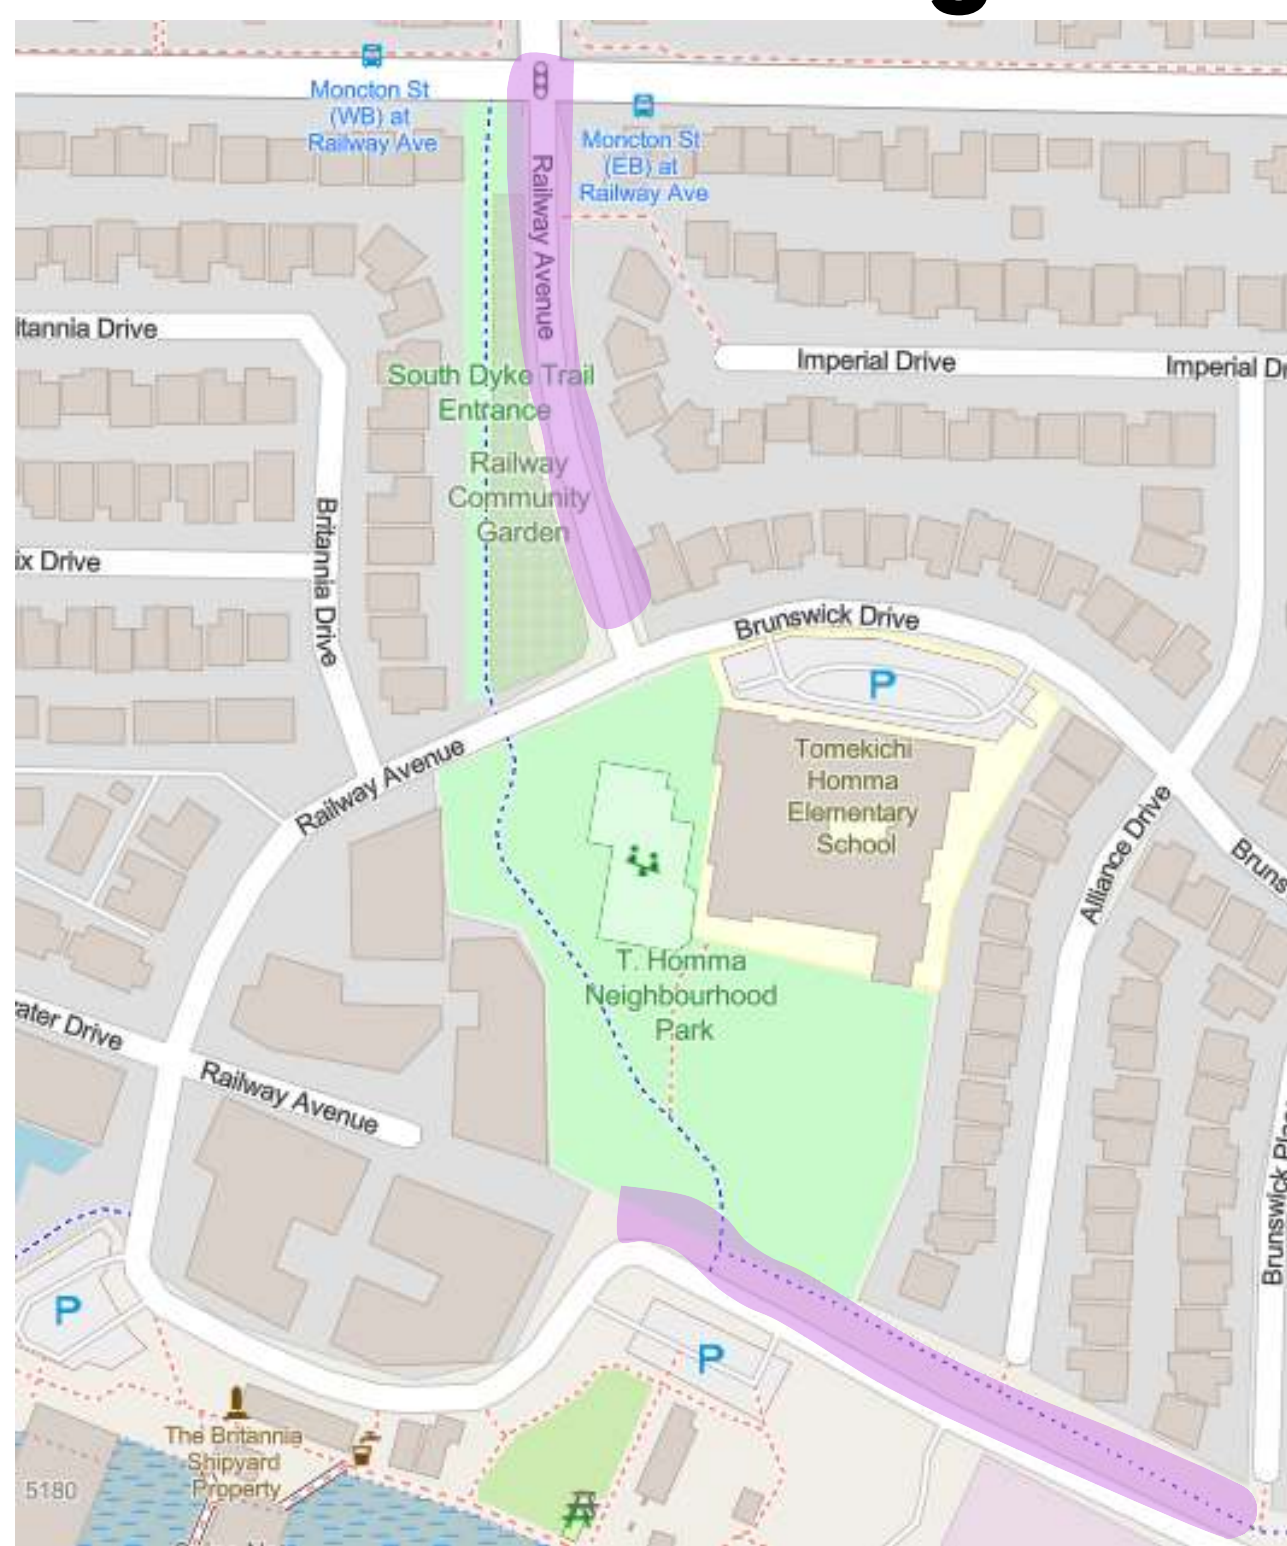 Moncton St
(WB) at
Railway Ave
Moncton St
(EB) at
Railway Ave
Railway Avenue
itannia Drive
Imperial Drive
Imperial Dr
South Dyke Trail
Entrance
Railway
Community
Garden
Britannia Drive
ix Drive
Brunswick Drive
P
Tomekichi
Homma
Elementary
School
Railway Avenue
Alliance Drive
Bruns
T. Homma
Neighbourhood
Park
ater Drive
Railway Avenue
Brunswick Place
P
P
The Britannia
Shipyard
Property
5180